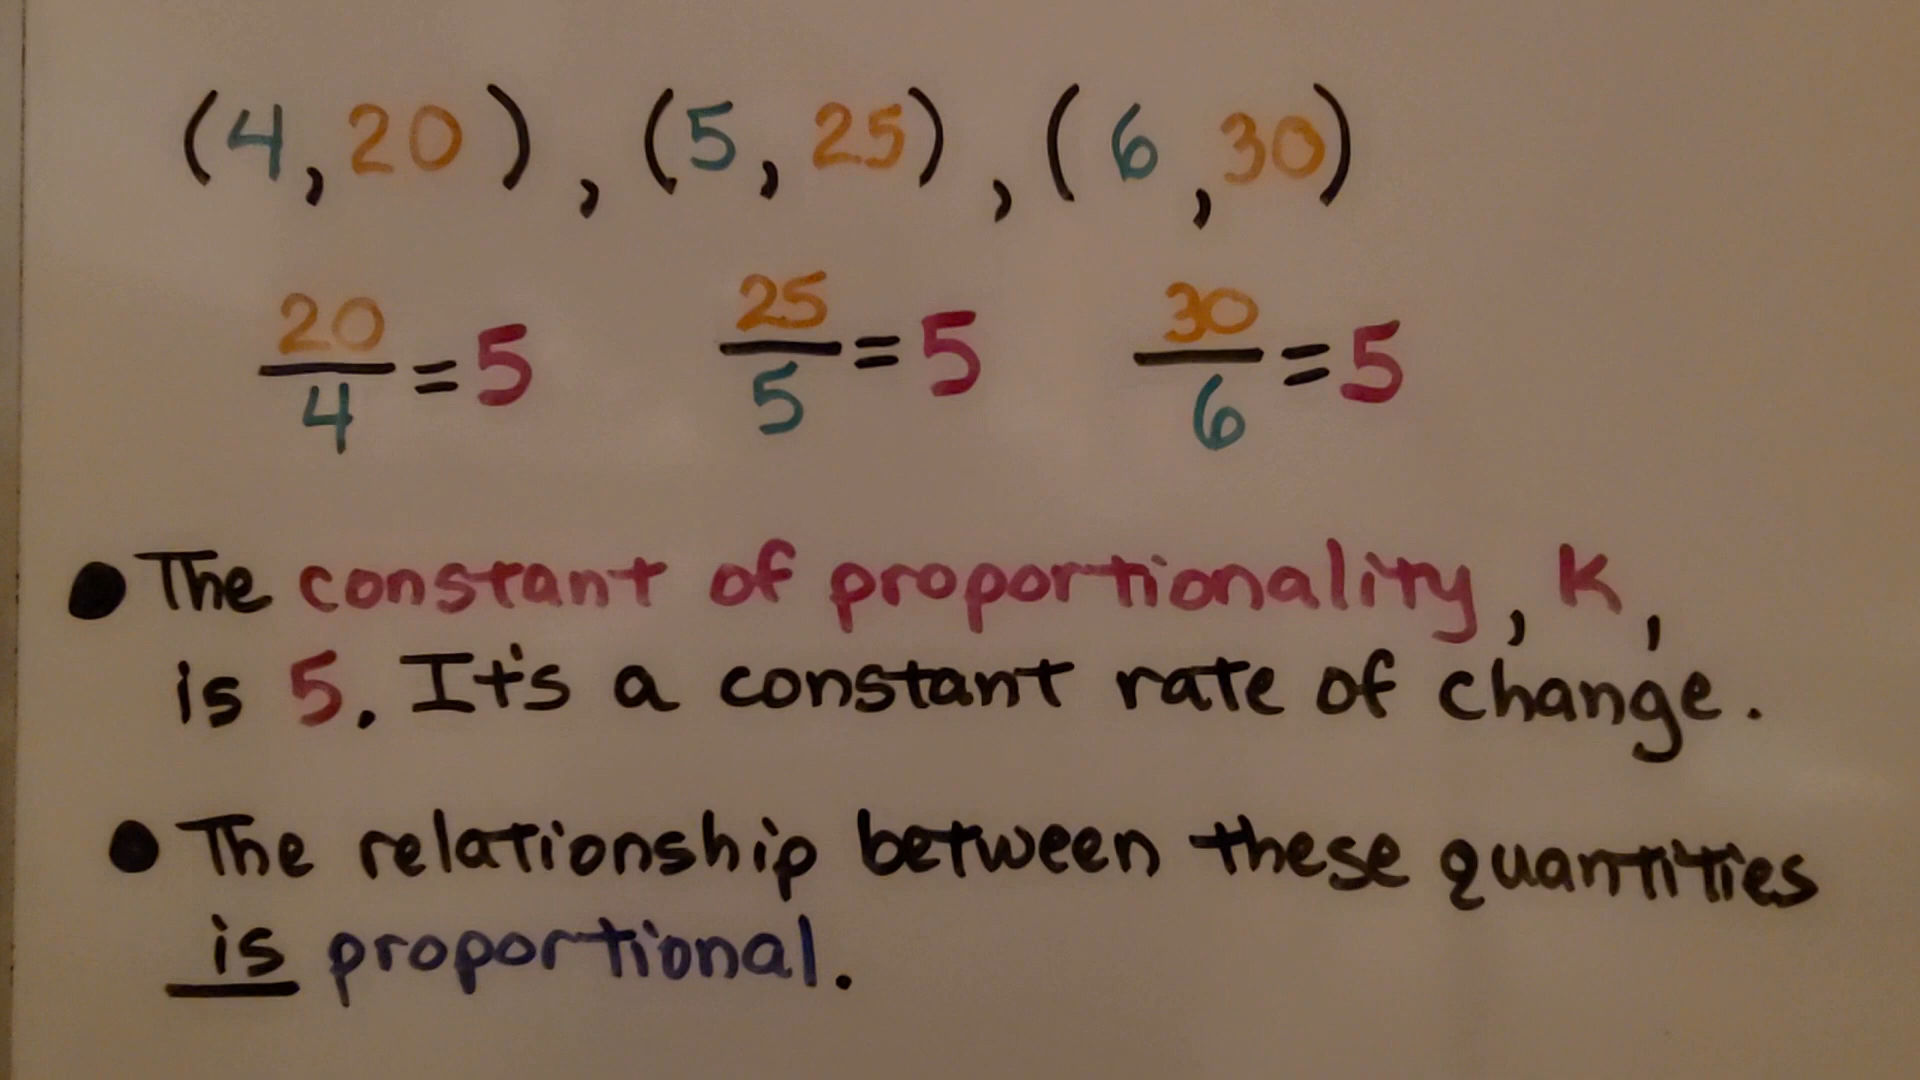 (4,20), (5,25), (6,30)
20/4=5 25/5=5 30/6=5
• The constant of proportionality, K,
is 5. It's a constant rate of change.
• The relationship between these quantities
is proportional.